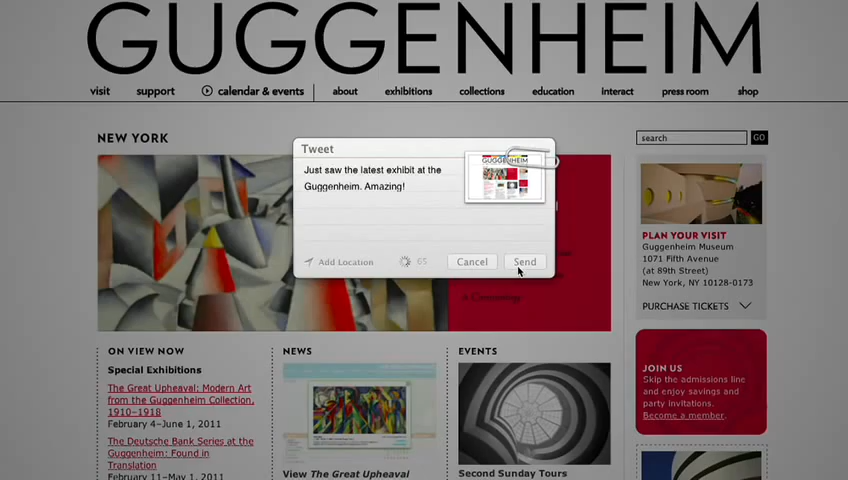 GUGGENHEIM
visit support calendar & events about exhibitions collections education interact press room shop
NEW YORK
search GO
Tweet
Just saw the latest exhibit at the
Guggenheim. Amazing!
GUGGENHEIM
Add Location 65 Cancel Send
PLAN YOUR VISIT
Guggenheim Museum
1071 Fifth Avenue
(at 89th Street)
New York, NY 10128-0173
PURCHASE TICKETS
ON VIEW NOW
Special Exhibitions
The Great Upheaval: Modern Art
from the Guggenheim Collection,
1910–1918
February 4–June 1, 2011
The Deutsche Bank Series at the
Guggenheim: Found in
Translation
February 11–May 1, 2011
NEWS
View The Great Upheaval
EVENTS
Second Sunday Tours
JOIN US
Skip the admissions line
and enjoy savings and
party invitations.
Become a member.